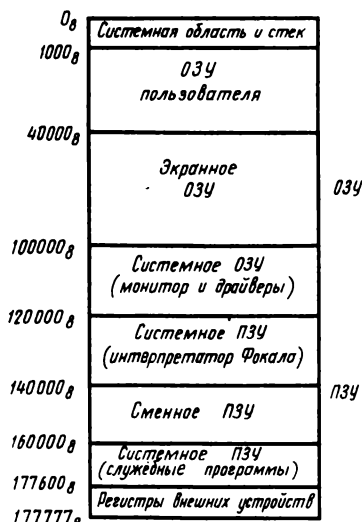 0₈
Системная область и стек
1000₈
ОЗУ
пользователя
40000₈
Экранное
ОЗУ
ОЗУ
100000₈
Системное ОЗУ
(монитор и драйверы)
120000₈
Системное ПЗУ
(интерпретатор Фокала)
140000₈
ПЗУ
Сменное ПЗУ
160000₈
Системное ПЗУ
(служебные программы)
177600₈
Регистры внешних устройств
177777₈